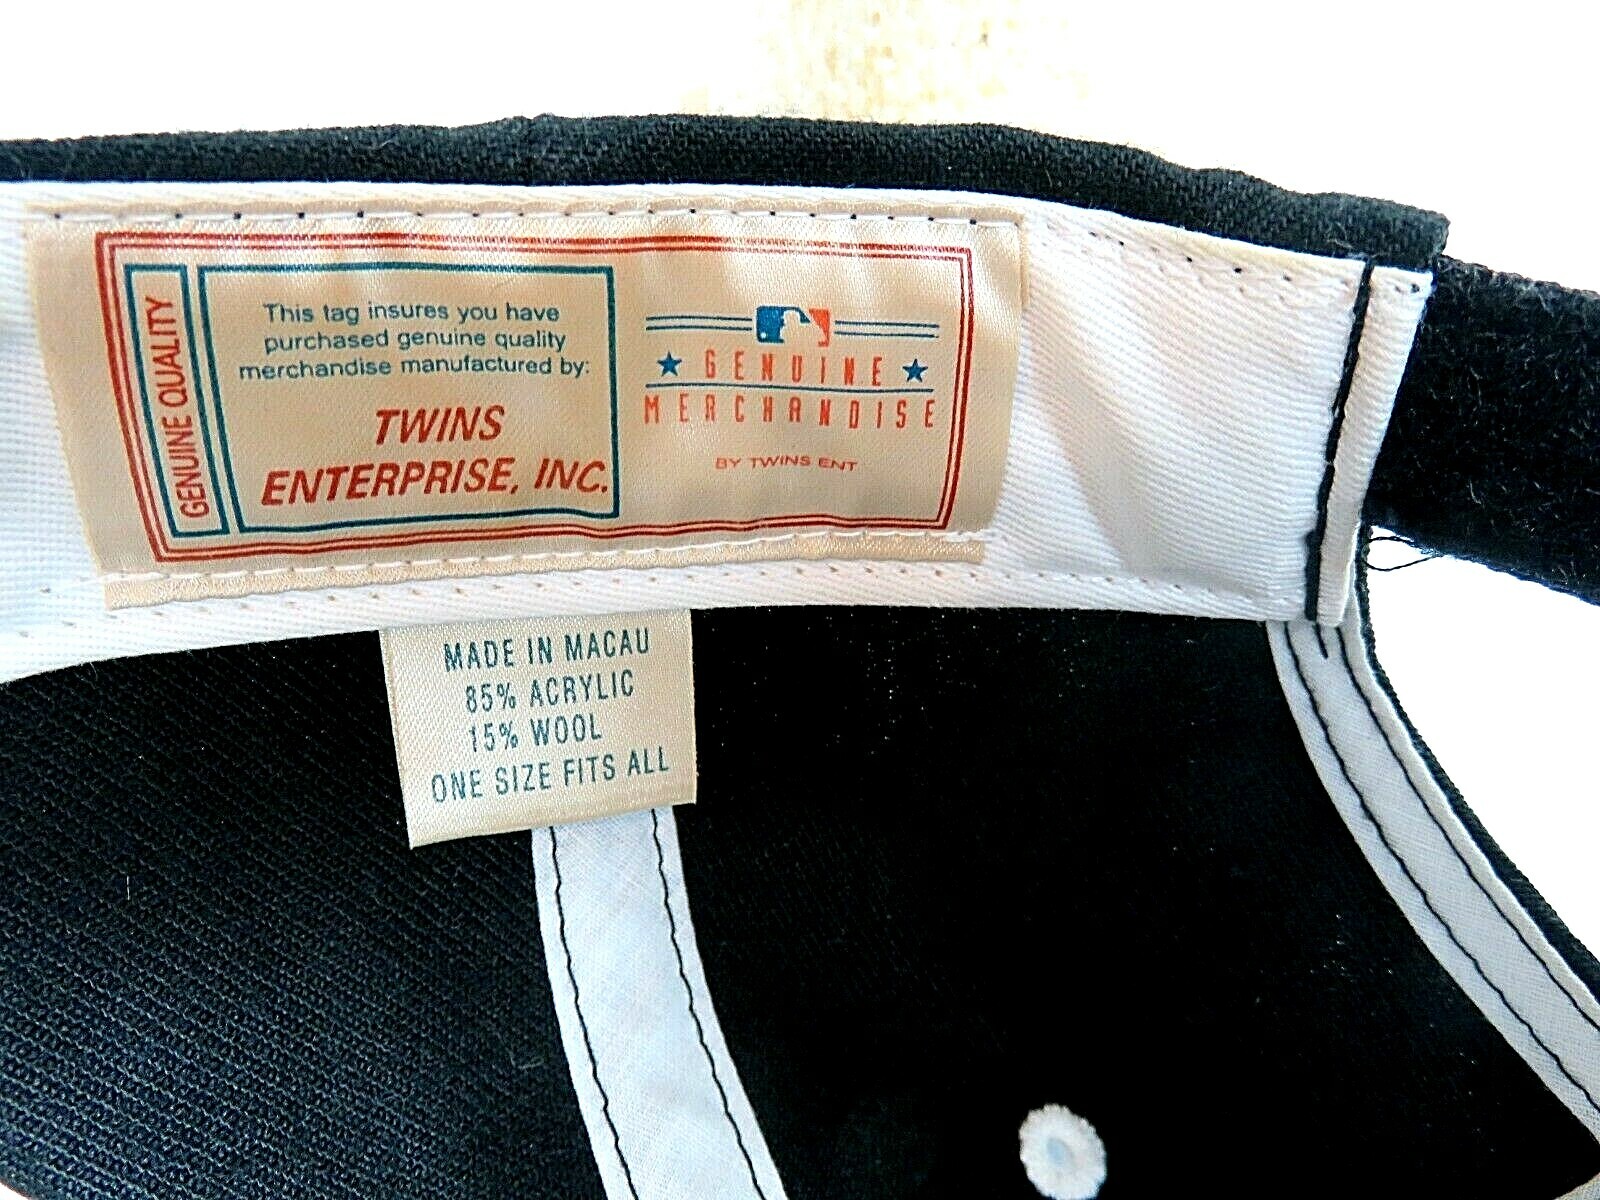 GENUINE QUALITY
This tag insures you have
purchased genuine quality
merchandise manufactured by:
TWINS
ENTERPRISE, INC.
GENUINE
MERCHANDISE
BY TWINS ENT
MADE IN MACAU
85% ACRYLIC
15% WOOL
ONE SIZE FITS ALL